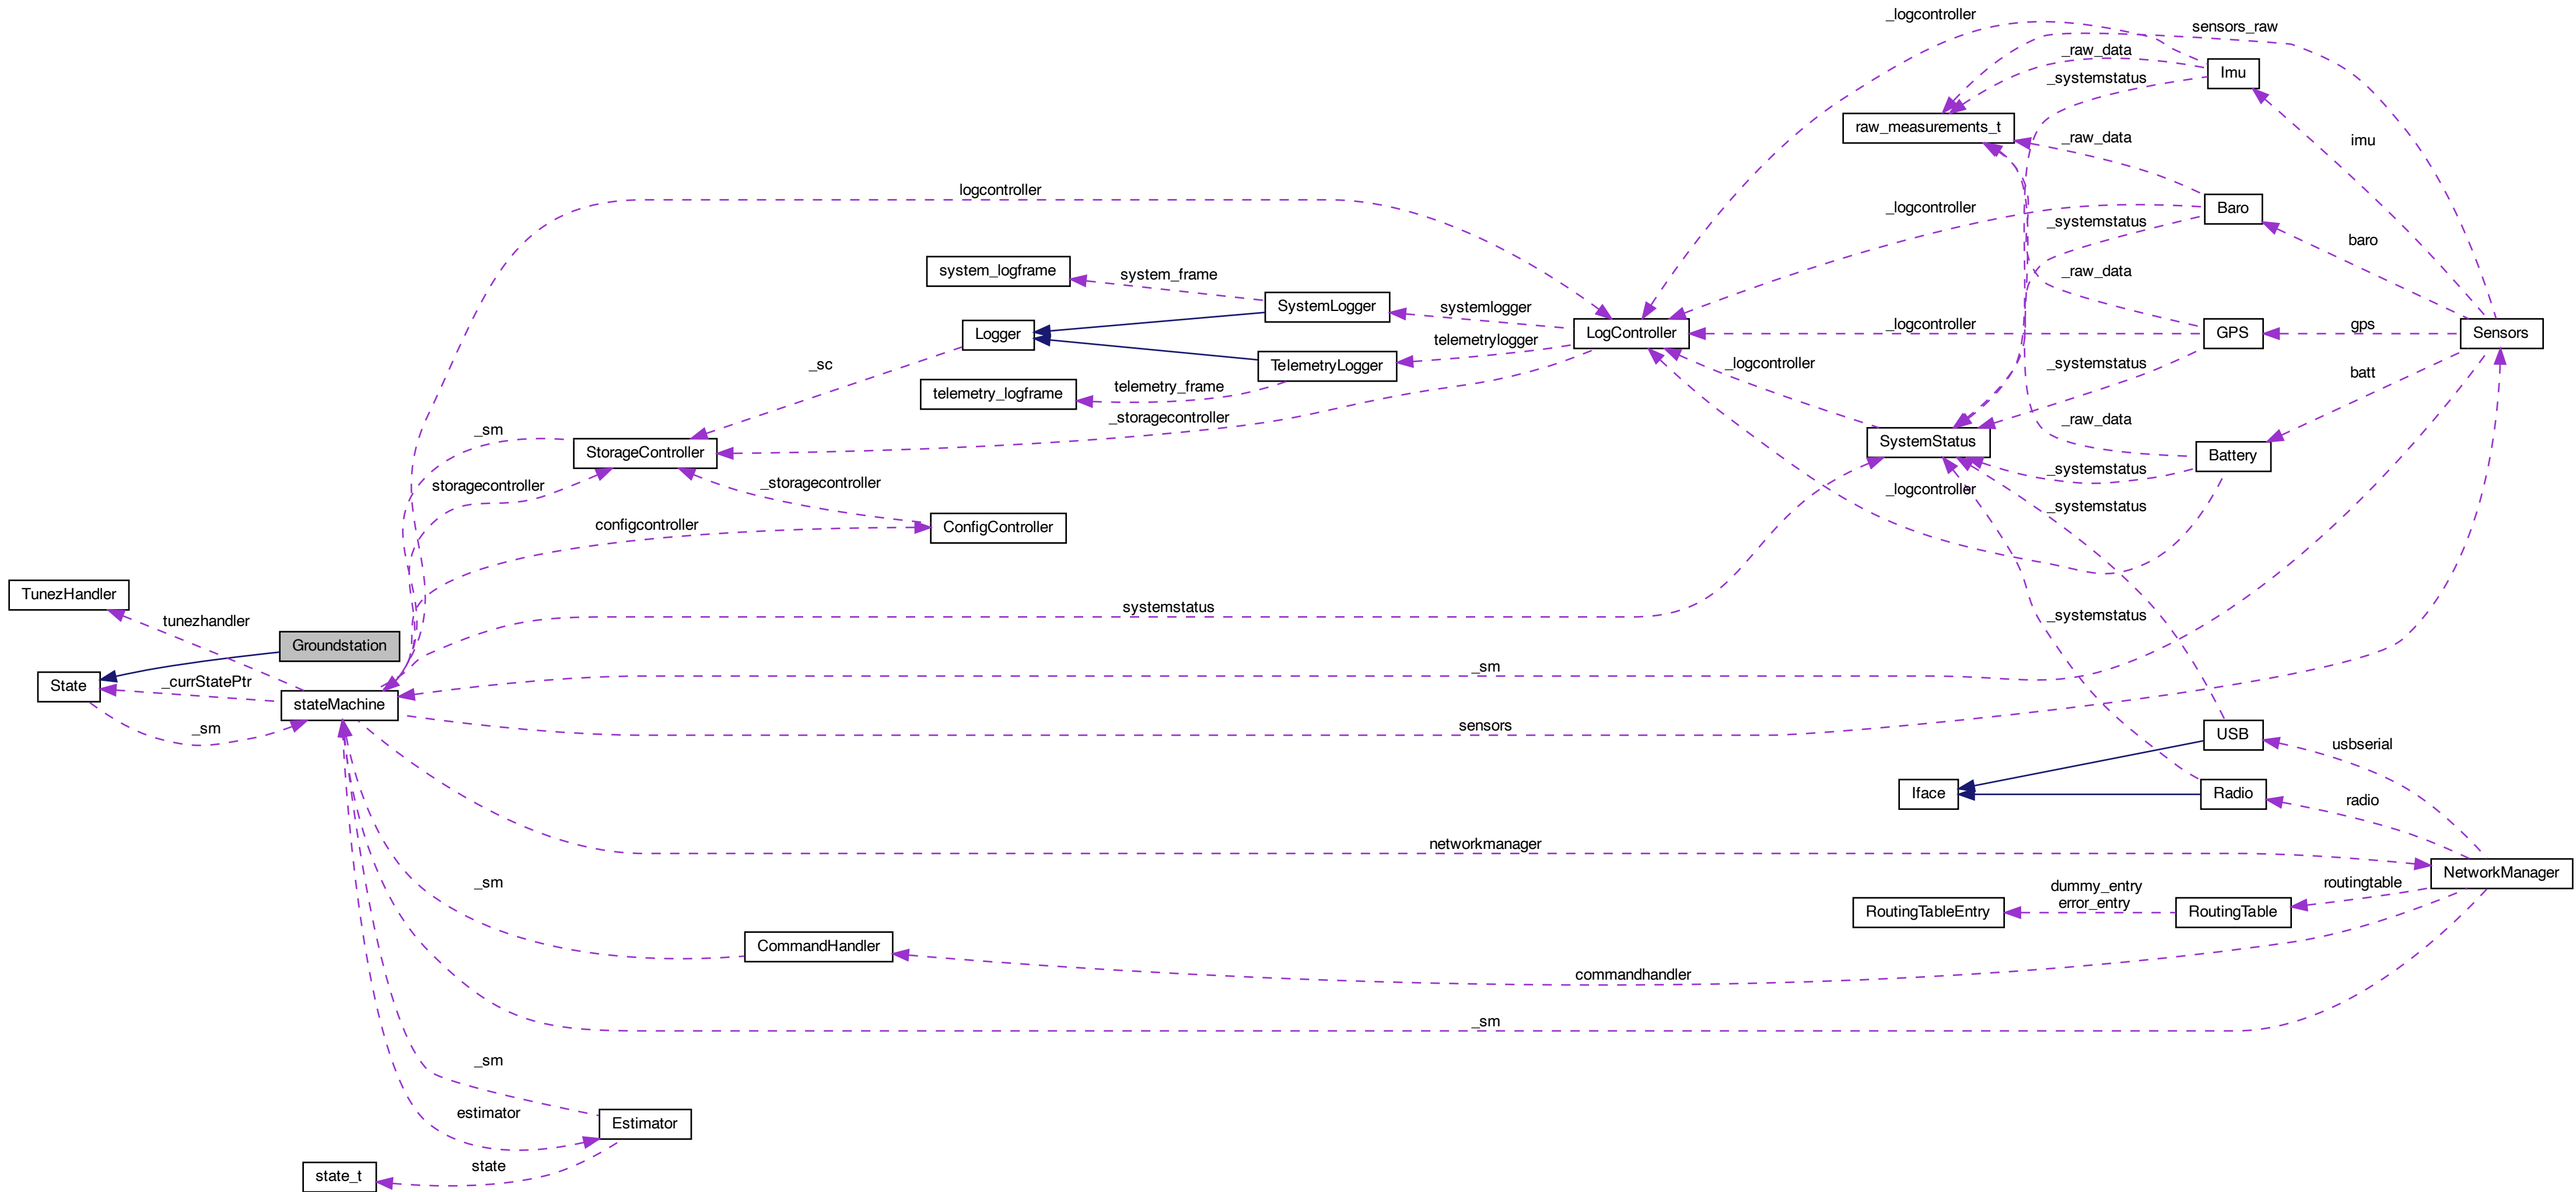 _logcontroller
sensors_raw
_raw_data
Imu
_systemstatus
raw_measurements_t
_raw_data
imu
logcontroller
_logcontroller
Baro
_systemstatus
baro
system_logframe
system_frame
_raw_data
SystemLogger
systemlogger
Logger
LogController
_logcontroller
GPS
gps
Sensors
telemetrylogger
_sc
TelemetryLogger
_logcontroller
_systemstatus
batt
telemetry_logframe
telemetry_frame
_storagecontroller
_raw_data
_sm
StorageController
SystemStatus
Battery
_systemstatus
storagecontroller
_storagecontroller
_logcontroller
_systemstatus
configcontroller
ConfigController
TunezHandler
tunezhandler
systemstatus
_systemstatus
Groundstation
_sm
State
_currStatePtr
stateMachine
_sm
sensors
USB
usbserial
Iface
Radio
radio
networkmanager
NetworkManager
_sm
dummy_entry
error_entry
routingtable
RoutingTableEntry
RoutingTable
CommandHandler
commandhandler
_sm
_sm
estimator
Estimator
state
state_t